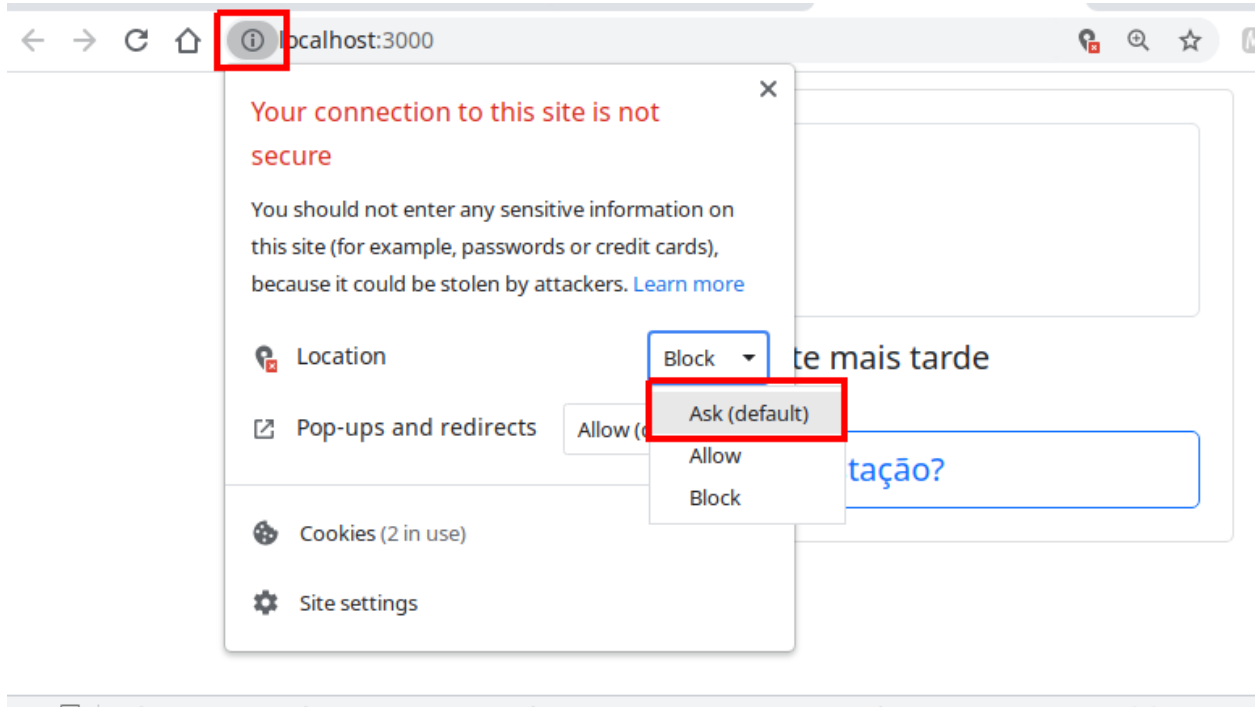 localhost:3000
Your connection to this site is not
secure
You should not enter any sensitive information on
this site (for example, passwords or credit cards),
because it could be stolen by attackers. Learn more
Location
Block
te mais tarde
Ask (default)
Pop-ups and redirects
Allow
Allow
Block
tação?
Cookies (2 in use)
Site settings